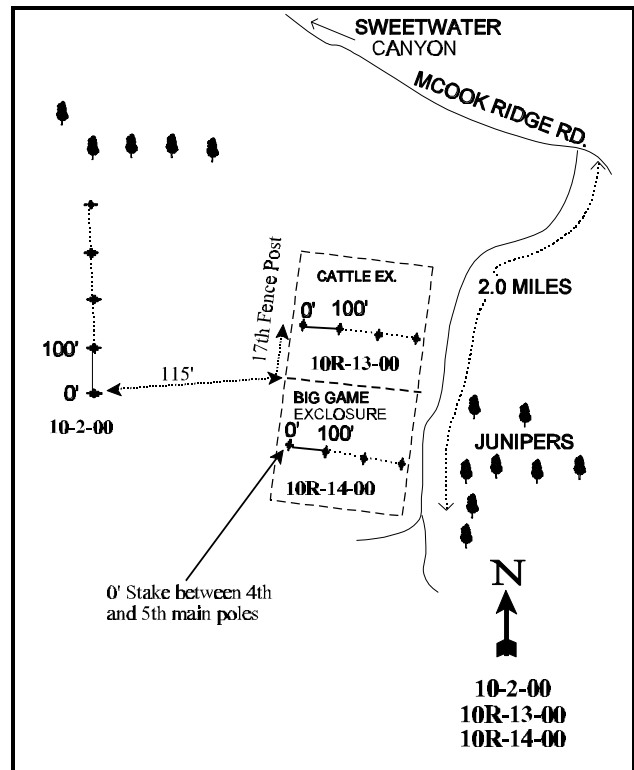 SWEETWATER
CANYON
MCOOK RIDGE RD.
17th Fence Post
CATTLE EX.
0' 100'
10R-13-00
2.0 MILES
100'
0'
115'
10-2-00
BIG GAME
EXCLOSURE
0' 100'
10R-14-00
JUNIPERS
0' Stake between 4th
and 5th main poles
N
10-2-00
10R-13-00
10R-14-00